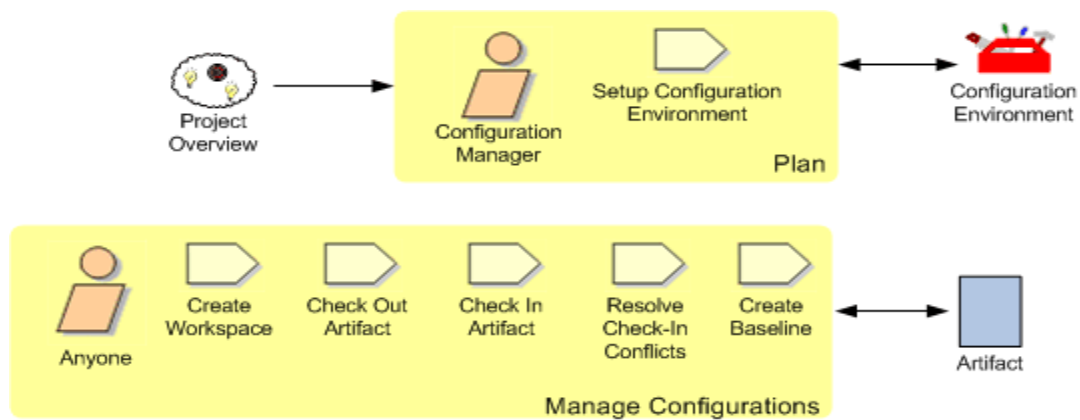 Project
Overview
Configuration
Manager
Setup Configuration
Environment
Plan
Configuration
Environment
Anyone
Create
Workspace
Check Out
Artifact
Check In
Artifact
Resolve
Check-In
Conflicts
Create
Baseline
Manage Configurations
Artifact